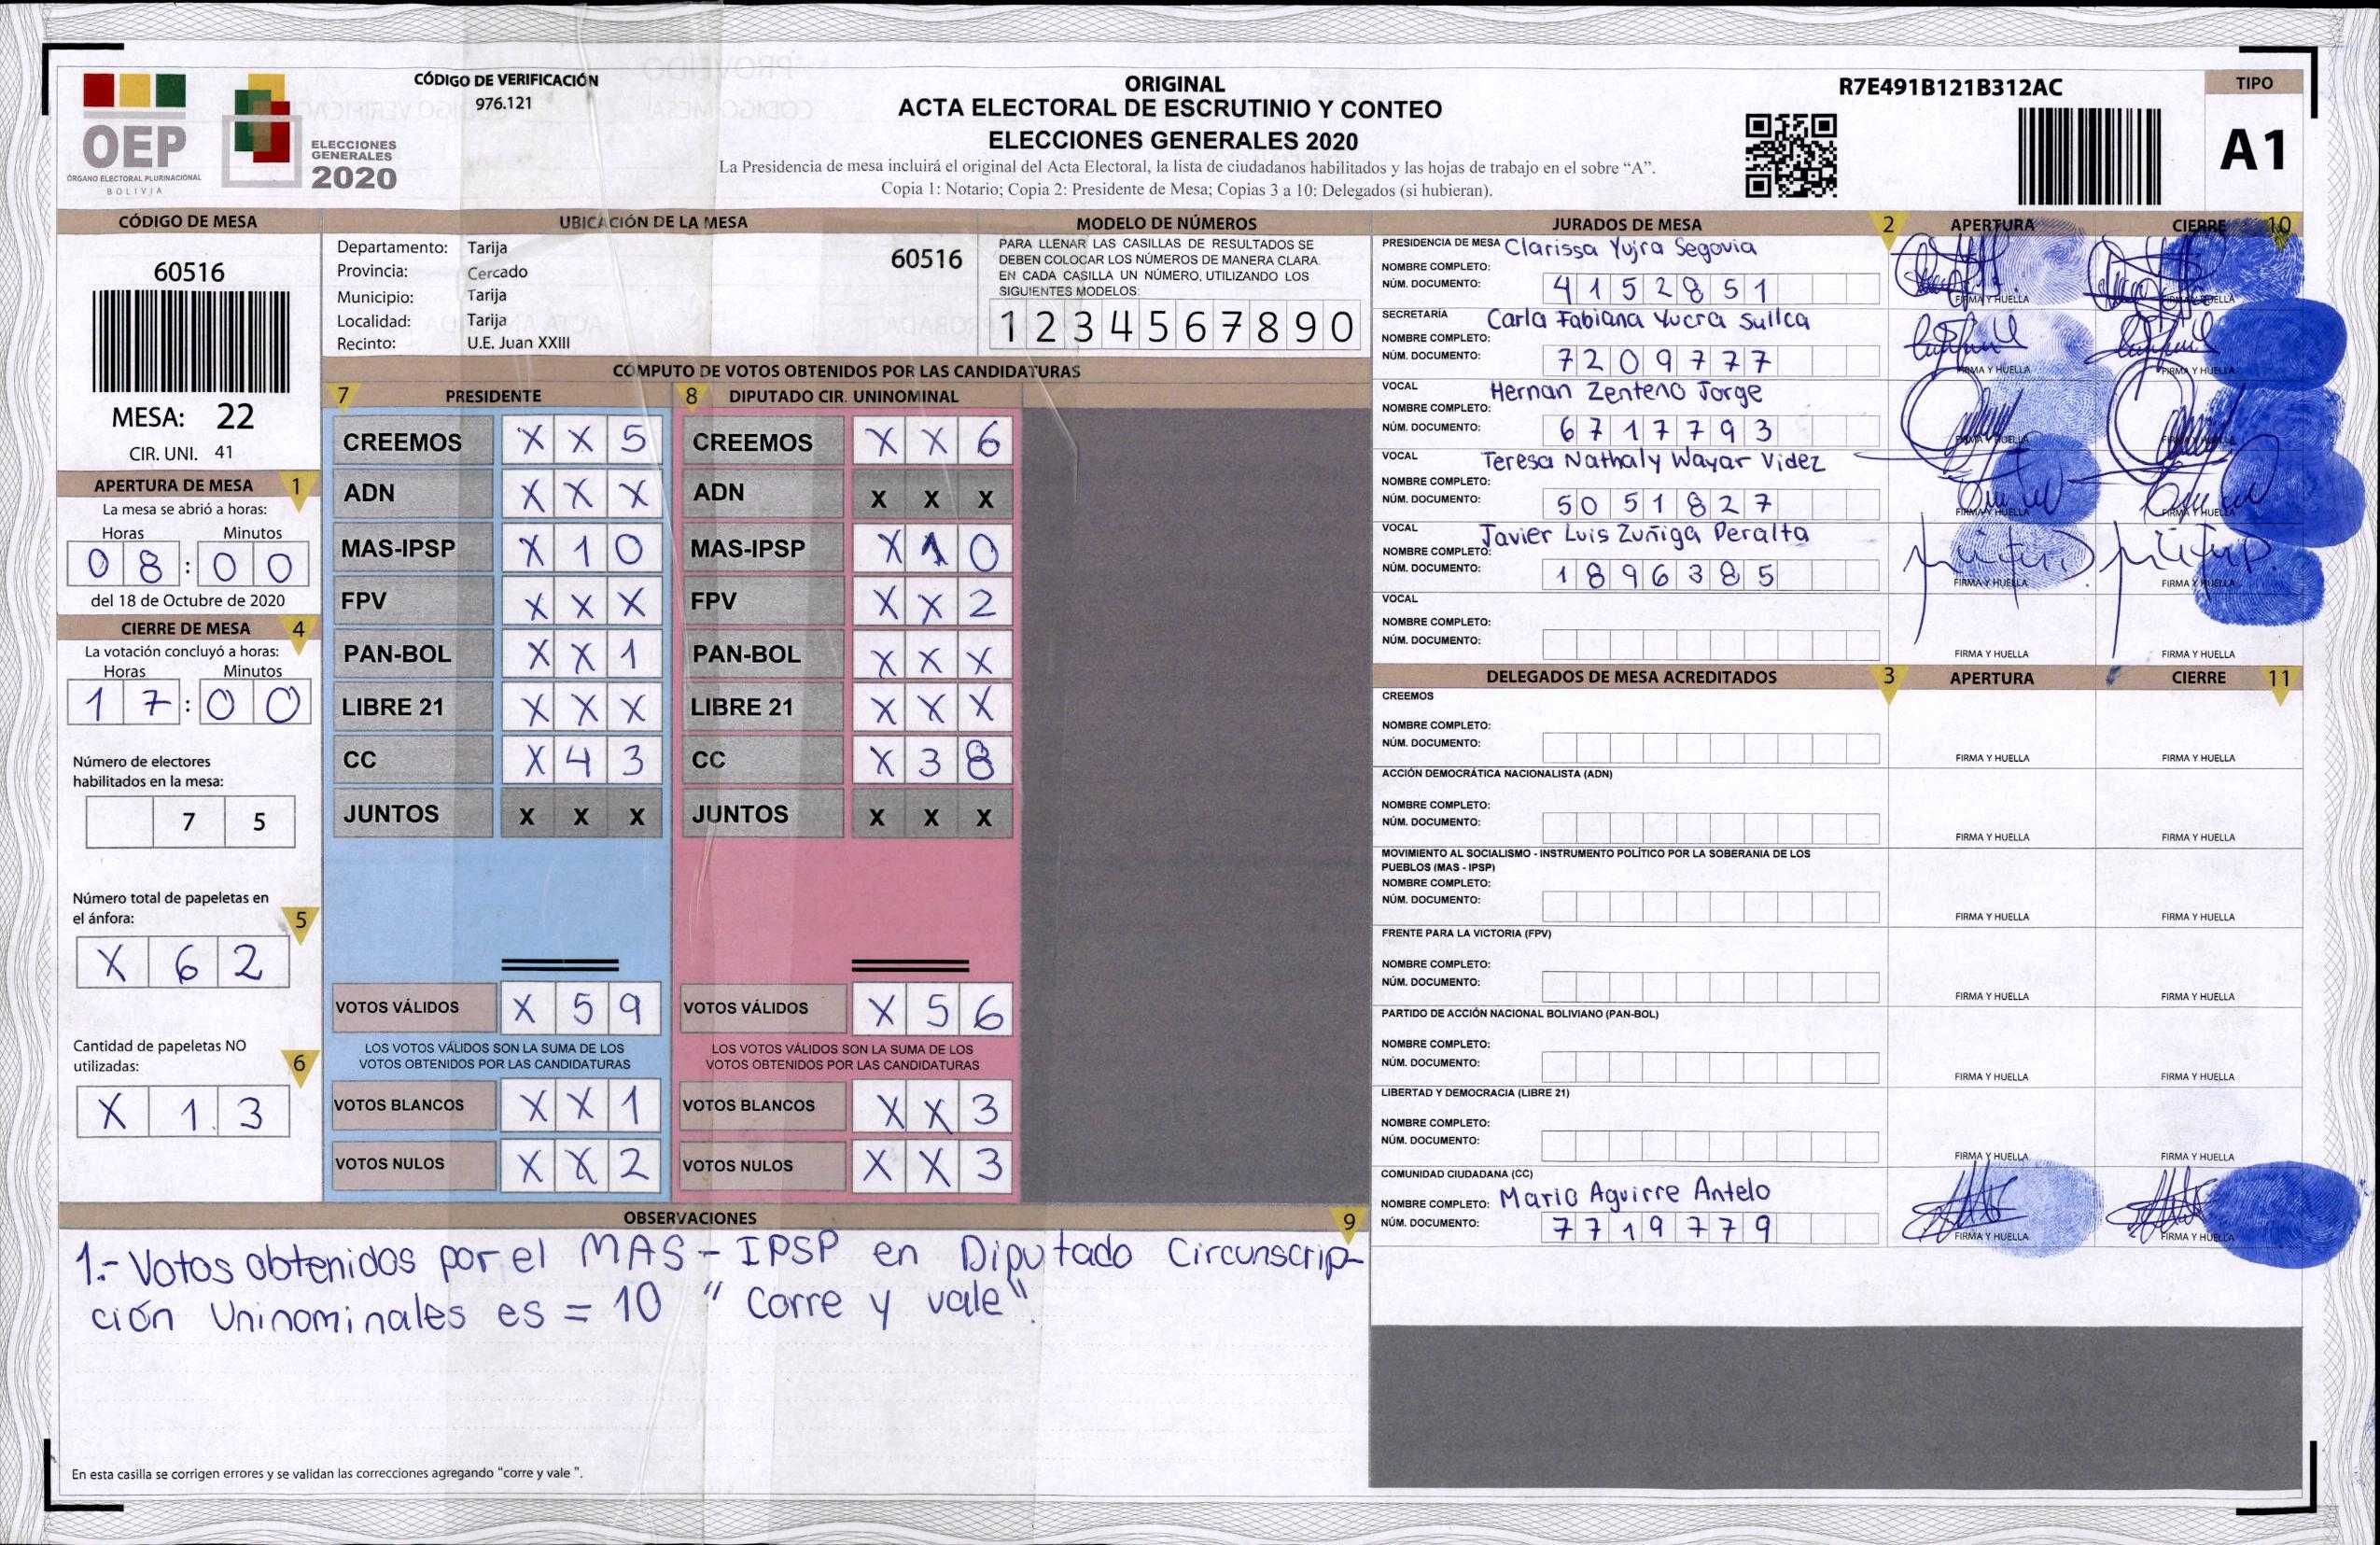 OEP
ÓRGANO ELECTORAL PLURINACIONAL
BOLIVIA
ELECCIONES
GENERALES
2020
CÓDIGO DE VERIFICACIÓN
976.121
ORIGINAL
ACTA ELECTORAL DE ESCRUTINIO Y CONTEO
ELECCIONES GENERALES 2020
La Presidencia de mesa incluirá el original del Acta Electoral, la lista de ciudadanos habilitados y las hojas de trabajo en el sobre “A”.
Copia 1: Notario; Copia 2: Presidente de Mesa; Copias 3 a 10: Delegados (si hubieran).
R7E491B121B312AC
TIPO
A1
CÓDIGO DE MESA
60516
MESA: 22
CIR. UNI. 41
APERTURA DE MESA 1
La mesa se abrió a horas:
Horas Minutos
0 8 : 0 0
del 18 de Octubre de 2020
CIERRE DE MESA 4
La votación concluyó a horas:
Horas Minutos
1 7 : 0 0
Número de electores
habilitados en la mesa:
7 5
Número total de papeletas en
el ánfora: 5
X 6 2
Cantidad de papeletas NO
utilizadas: 6
X 1 3
UBICACIÓN DE LA MESA
Departamento: Tarija
Provincia: Cercado
Municipio: Tarija
Localidad: Tarija
Recinto: U.E. Juan XXIII
60516
MODELO DE NÚMEROS
PARA LLENAR LAS CASILLAS DE RESULTADOS SE
DEBEN COLOCAR LOS NÚMEROS DE MANERA CLARA.
EN CADA CASILLA UN NÚMERO, UTILIZANDO LOS
SIGUIENTES MODELOS:
1 2 3 4 5 6 7 8 9 0
CÓMPUTO DE VOTOS OBTENIDOS POR LAS CANDIDATURAS
7 PRESIDENTE
CREEMOS X X 5
ADN X X X
MAS-IPSP X 1 0
FPV X X X
PAN-BOL X X 1
LIBRE 21 X X X
CC X 4 3
JUNTOS X X X
VOTOS VÁLIDOS X 5 9
LOS VOTOS VÁLIDOS SON LA SUMA DE LOS
VOTOS OBTENIDOS POR LAS CANDIDATURAS
VOTOS BLANCOS X X 1
VOTOS NULOS X X 2
8 DIPUTADO CIR. UNINOMINAL
CREEMOS X X 6
ADN X X X
MAS-IPSP X 1 0
FPV X X 2
PAN-BOL X X X
LIBRE 21 X X X
CC X 3 8
JUNTOS X X X
VOTOS VÁLIDOS X 5 6
LOS VOTOS VÁLIDOS SON LA SUMA DE LOS
VOTOS OBTENIDOS POR LAS CANDIDATURAS
VOTOS BLANCOS X X 3
VOTOS NULOS X X 3
OBSERVACIONES 9
1.- Votos obtenidos por el MAS - IPSP en Diputado Circunscrip-
ción Uninominales es = 10 " Corre y vale".
En esta casilla se corrigen errores y se validan las correcciones agregando “corre y vale ”.
JURADOS DE MESA 2 APERTURA CIERRE 10
PRESIDENCIA DE MESA Clarissa Yujra Segovia
NOMBRE COMPLETO:
NÚM. DOCUMENTO: 4 1 5 2 8 5 1
FIRMA Y HUELLA FIRMA Y HUELLA
SECRETARÍA Carla Fabiana Yucra Sullca
NOMBRE COMPLETO:
NÚM. DOCUMENTO: 7 2 0 9 7 7 7
FIRMA Y HUELLA FIRMA Y HUELLA
VOCAL Hernan Zenteno Jorge
NOMBRE COMPLETO:
NÚM. DOCUMENTO: 6 7 1 7 7 9 3
FIRMA Y HUELLA FIRMA Y HUELLA
VOCAL Teresa Nathaly Wayar Videz
NOMBRE COMPLETO:
NÚM. DOCUMENTO: 5 0 5 1 8 2 7
FIRMA Y HUELLA FIRMA Y HUELLA
VOCAL Javier Luis Zuñiga Peralta
NOMBRE COMPLETO:
NÚM. DOCUMENTO: 1 8 9 6 3 8 5
FIRMA Y HUELLA FIRMA Y HUELLA
VOCAL
NOMBRE COMPLETO:
NÚM. DOCUMENTO:
FIRMA Y HUELLA FIRMA Y HUELLA
DELEGADOS DE MESA ACREDITADOS 3 APERTURA CIERRE 11
CREEMOS
NOMBRE COMPLETO:
NÚM. DOCUMENTO:
FIRMA Y HUELLA FIRMA Y HUELLA
ACCIÓN DEMOCRÁTICA NACIONALISTA (ADN)
NOMBRE COMPLETO:
NÚM. DOCUMENTO:
FIRMA Y HUELLA FIRMA Y HUELLA
MOVIMIENTO AL SOCIALISMO - INSTRUMENTO POLÍTICO POR LA SOBERANIA DE LOS
PUEBLOS (MAS - IPSP)
NOMBRE COMPLETO:
NÚM. DOCUMENTO:
FIRMA Y HUELLA FIRMA Y HUELLA
FRENTE PARA LA VICTORIA (FPV)
NOMBRE COMPLETO:
NÚM. DOCUMENTO:
FIRMA Y HUELLA FIRMA Y HUELLA
PARTIDO DE ACCIÓN NACIONAL BOLIVIANO (PAN-BOL)
NOMBRE COMPLETO:
NÚM. DOCUMENTO:
FIRMA Y HUELLA FIRMA Y HUELLA
LIBERTAD Y DEMOCRACIA (LIBRE 21)
NOMBRE COMPLETO:
NÚM. DOCUMENTO:
FIRMA Y HUELLA FIRMA Y HUELLA
COMUNIDAD CIUDADANA (CC)
NOMBRE COMPLETO: Mario Aguirre Antelo
NÚM. DOCUMENTO: 7 7 1 9 7 7 9
FIRMA Y HUELLA FIRMA Y HUELLA